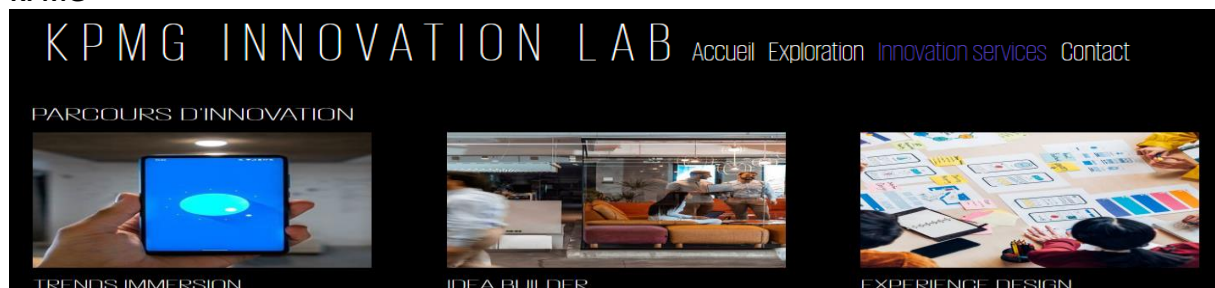 KPMG INNOVATION LAB Accueil Exploration Innovation services Contact
PARCOURS D'INNOVATION
TRENDS IMMERSION IDEA BUILDER EXPERIENCE DESIGN